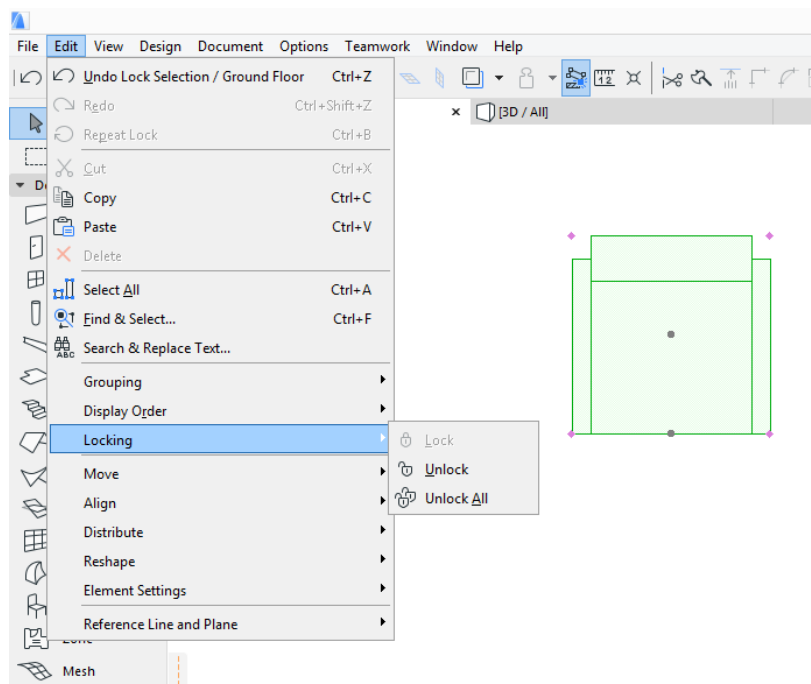 File Edit View Design Document Options Teamwork Window Help
Undo Lock Selection / Ground Floor Ctrl+Z
Redo Ctrl+Shift+Z
[3D / All]
Repeat Lock Ctrl+B
Cut Ctrl+X
Copy Ctrl+C
Paste Ctrl+V
Delete
Select All Ctrl+A
Find & Select... Ctrl+F
Search & Replace Text...
Grouping
Display Order
Locking
Lock
Unlock
Unlock All
Move
Align
Distribute
Reshape
Element Settings
Reference Line and Plane
Mesh